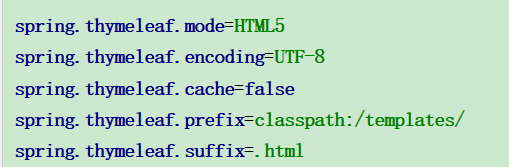 spring.thymeleaf.mode=HTML5
spring.thymeleaf.encoding=UTF-8
spring.thymeleaf.cache=false
spring.thymeleaf.prefix=classpath:/templates/
spring.thymeleaf.suffix=.html